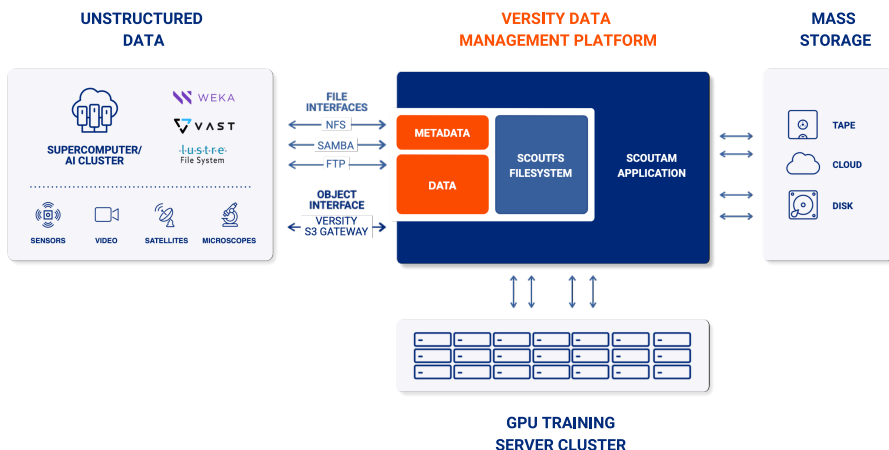 UNSTRUCTURED
DATA
VERSITY DATA
MANAGEMENT PLATFORM
MASS
STORAGE
SUPERCOMPUTER/
AI CLUSTER
WEKA
VAST
·l·u·s·t·r·e·
File System
SENSORS
VIDEO
SATELLITES
MICROSCOPES
FILE
INTERFACES
NFS
SAMBA
FTP
OBJECT
INTERFACE
VERSITY
S3 GATEWAY
METADATA
DATA
SCOUTFS
FILESYSTEM
SCOUTAM
APPLICATION
TAPE
CLOUD
DISK
GPU TRAINING
SERVER CLUSTER